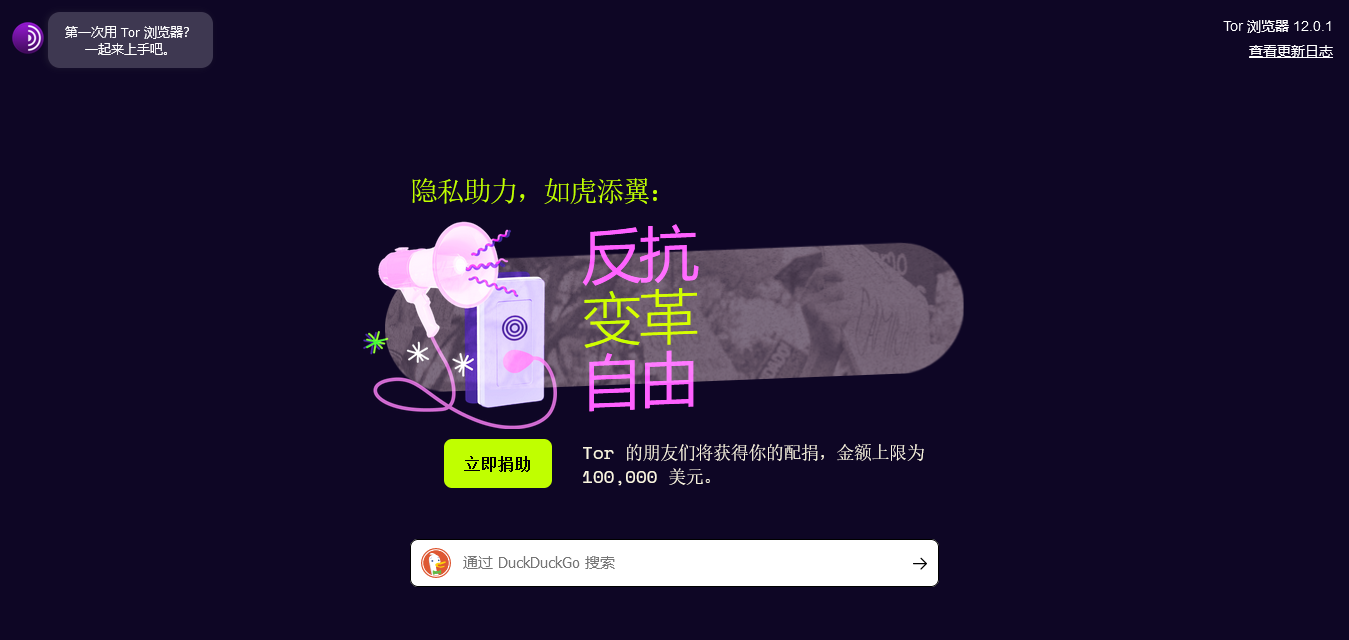 第一次用 Tor 浏览器?
一起来上手吧。
Tor 浏览器 12.0.1
查看更新日志
隐私助力，如虎添翼：
反抗
变革
自由
立即捐助
Tor 的朋友们将获得你的配捐，金额上限为
100,000 美元。
通过 DuckDuckGo 搜索